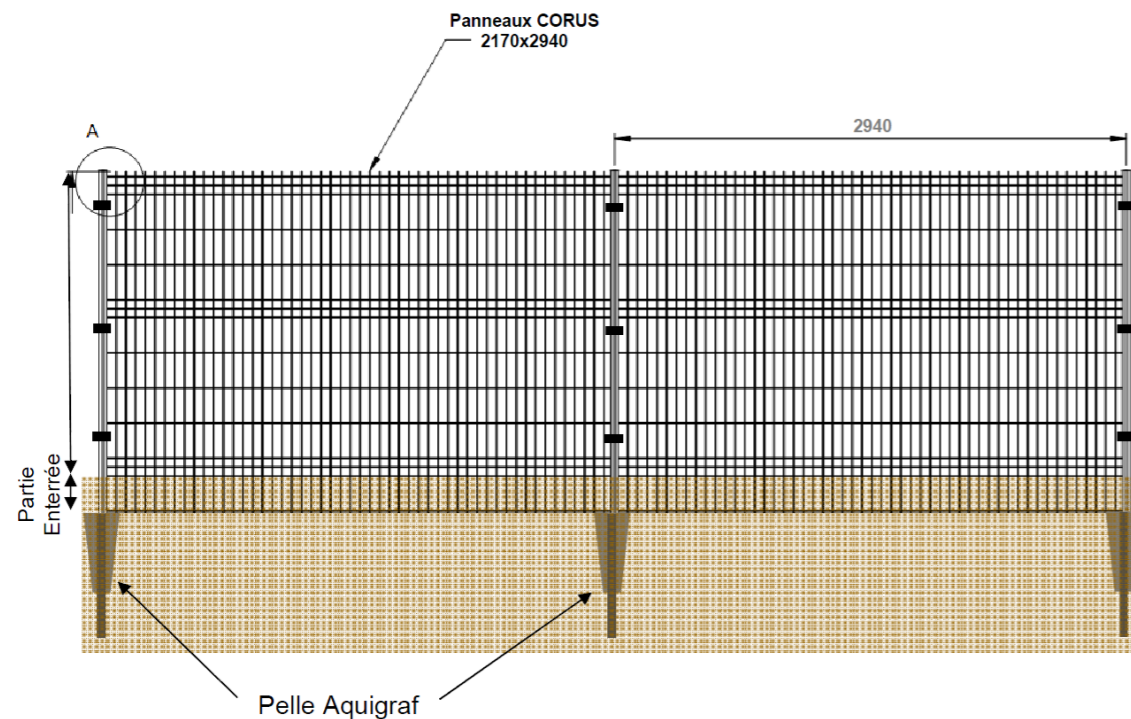 Panneaux CORUS
2170x2940
A
2940
Partie
Enterrée
Pelle Aquigraf